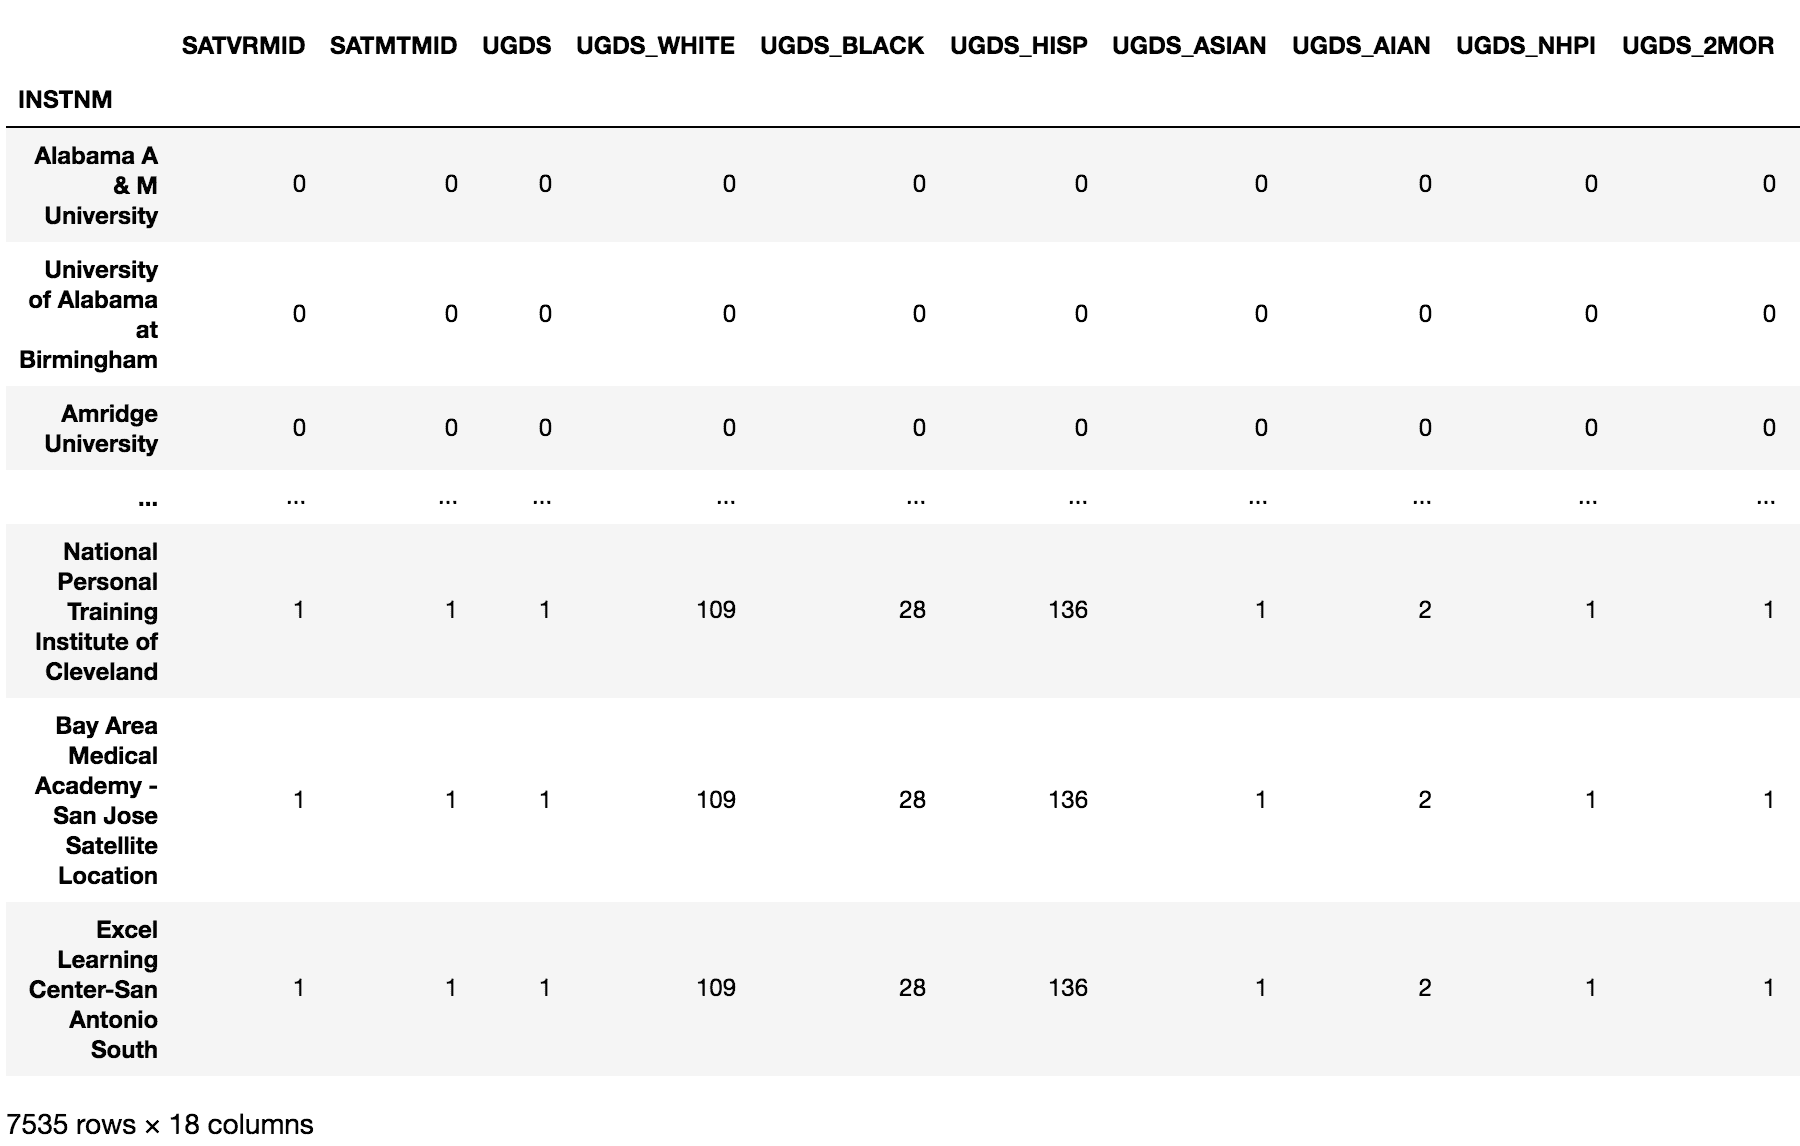 SATVRMID SATMTMID UGDS UGDS_WHITE UGDS_BLACK UGDS_HISP UGDS_ASIAN UGDS_AIAN UGDS_NHPI UGDS_2MOR
INSTNM
Alabama A
& M 0 0 0 0 0 0 0 0 0 0
University
University
of Alabama
at 0 0 0 0 0 0 0 0 0 0
Birmingham
Amridge
University 0 0 0 0 0 0 0 0 0 0
... ... ... ... ... ... ... ... ... ... ...
National
Personal
Training 1 1 1 109 28 136 1 2 1 1
Institute of
Cleveland
Bay Area
Medical
Academy - 1 1 1 109 28 136 1 2 1 1
San Jose
Satellite
Location
Excel
Learning
Center-San 1 1 1 109 28 136 1 2 1 1
Antonio
South
7535 rows × 18 columns